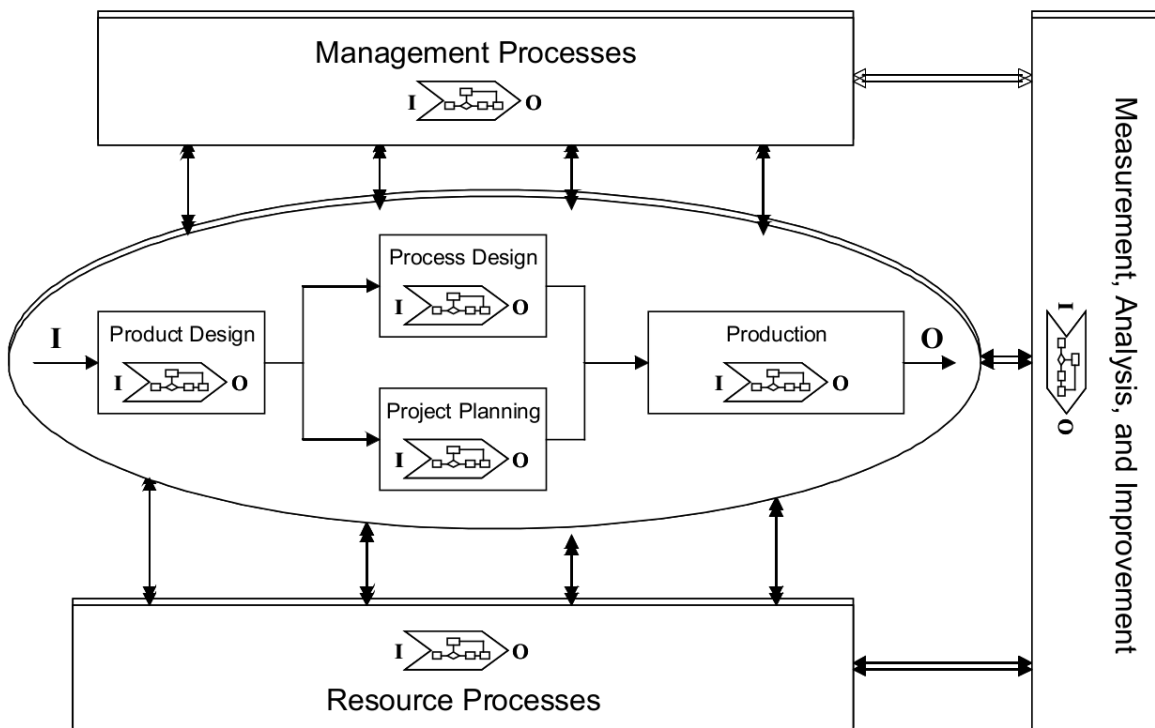 Management Processes
I O
Process Design
I O
I
Product Design
I O
Production
I O
O
Project Planning
I O
I O
Resource Processes
Measurement, Analysis, and Improvement
I O